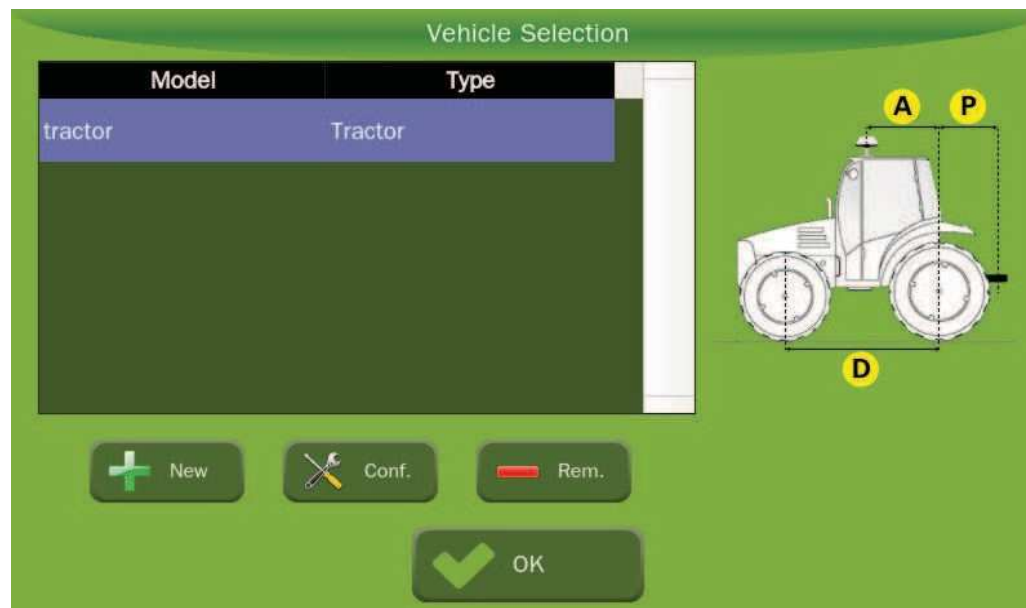 Vehicle Selection
Model Type
tractor Tractor
A P
D
New Conf. Rem.
OK